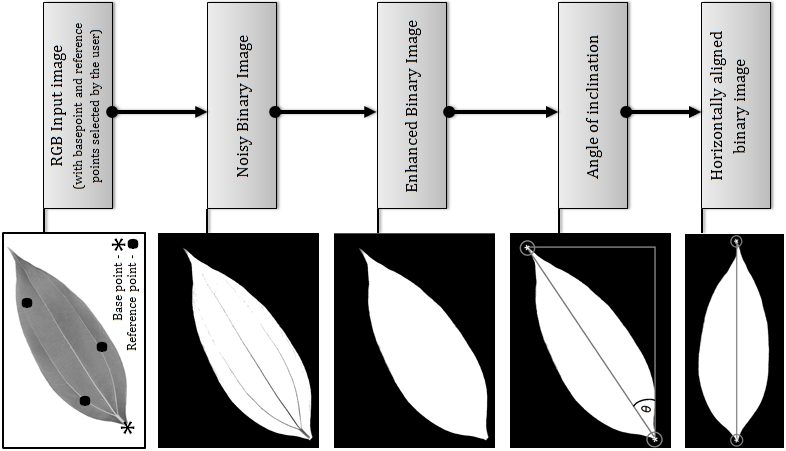 RGB Input image
(with basepoint and reference
points selected by the user)
Noisy Binary Image
Enhanced Binary Image
Angle of inclination
Horizontally aligned
binary image
Base point - *
Reference point - ●
θ